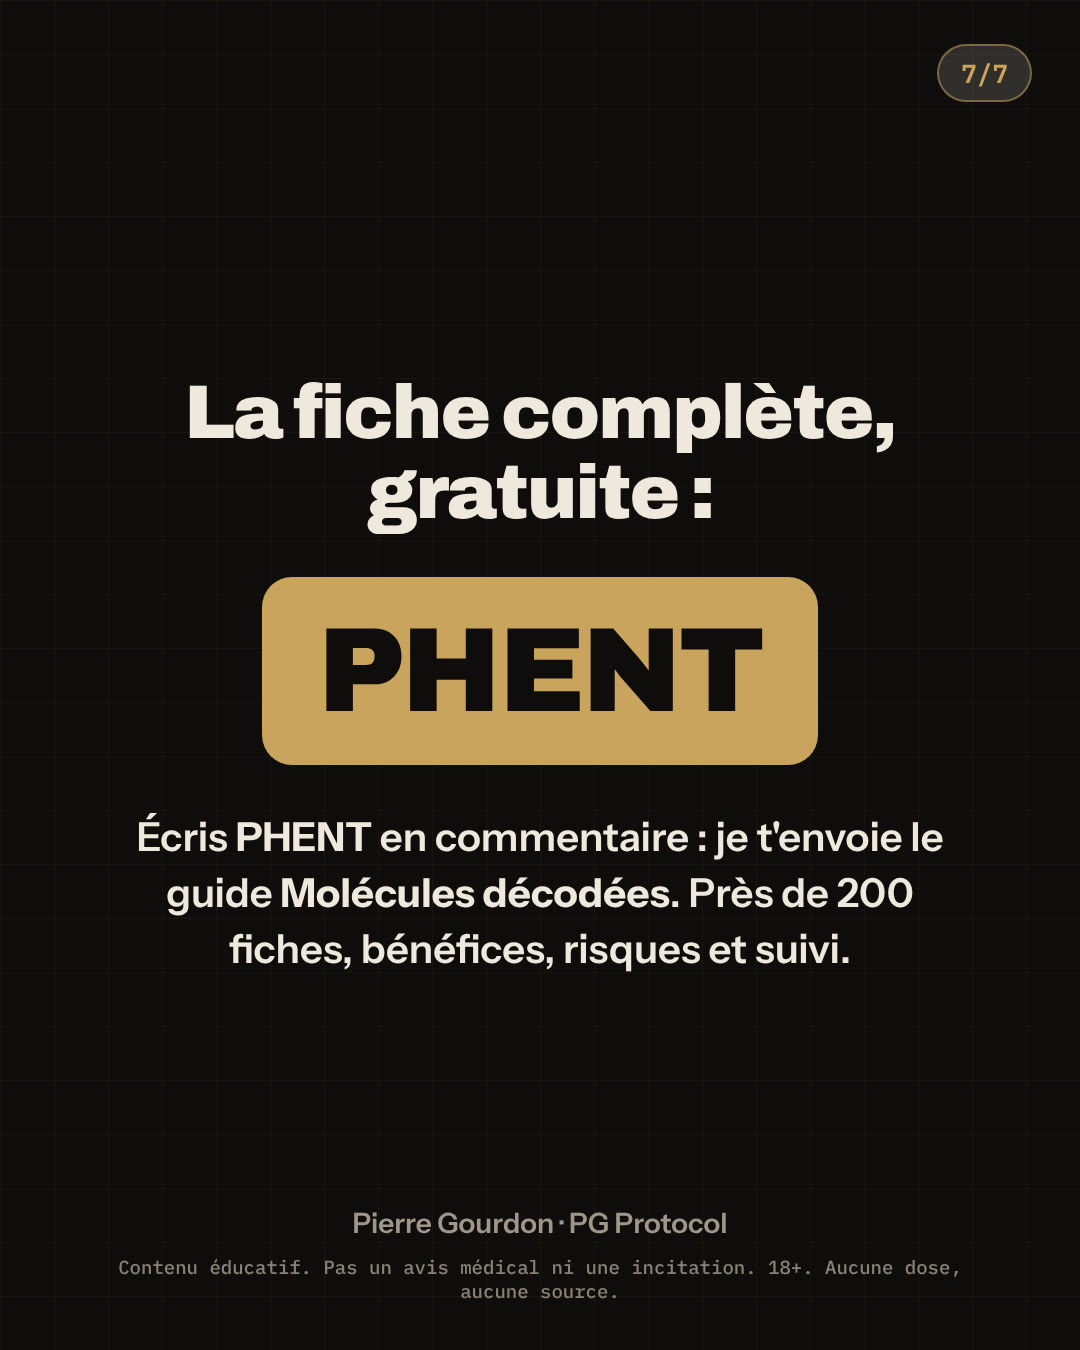 7/7
La fiche complète,
gratuite :
PHENT
Écris PHENT en commentaire : je t'envoie le
guide Molécules décodées. Près de 200
fiches, bénéfices, risques et suivi.
Pierre Gourdon · PG Protocol
Contenu éducatif. Pas un avis médical ni une incitation. 18+. Aucune dose,
aucune source.